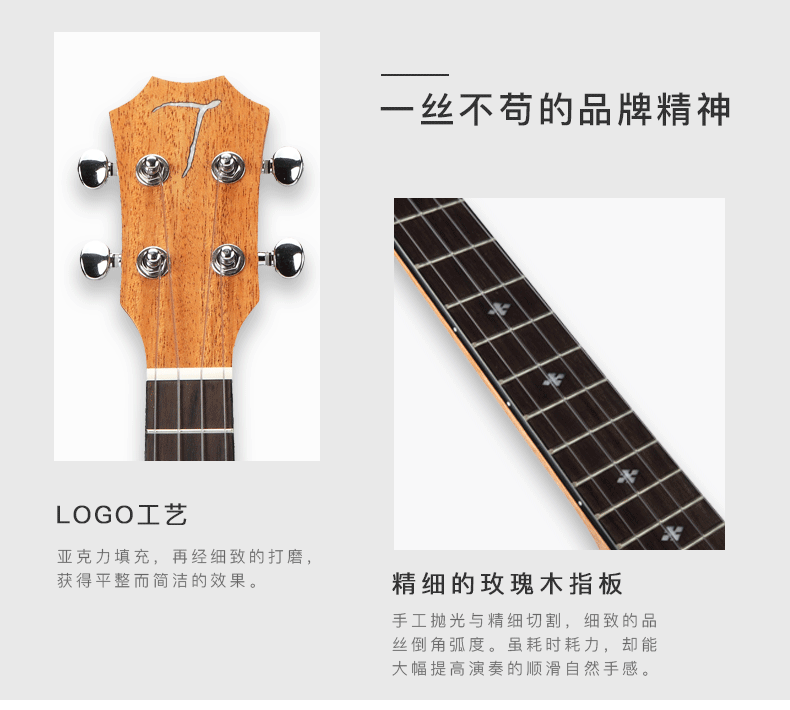 一丝不苟的品牌精神
LOGO工艺
亚克力填充，再经细致的打磨，
获得平整而简洁的效果。
精细的玫瑰木指板
手工抛光与精细切割，细致的品
丝倒角弧度。虽耗时耗力，却能
大幅提高演奏的顺滑自然手感。